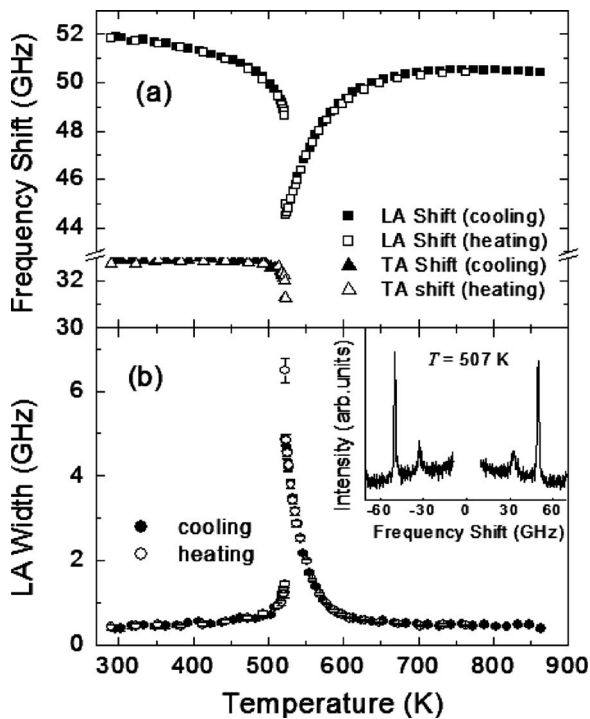 52
50
48
46
44
32
30
Frequency Shift (GHz)
(a)
LA Shift (cooling)
LA Shift (heating)
TA Shift (cooling)
TA shift (heating)
8
6
4
2
0
LA Width (GHz)
(b)
cooling
heating
T = 507 K
Intensity (arb.units)
-60 -30 0 30 60
Frequency Shift (GHz)
300 400 500 600 700 800 900
Temperature (K)